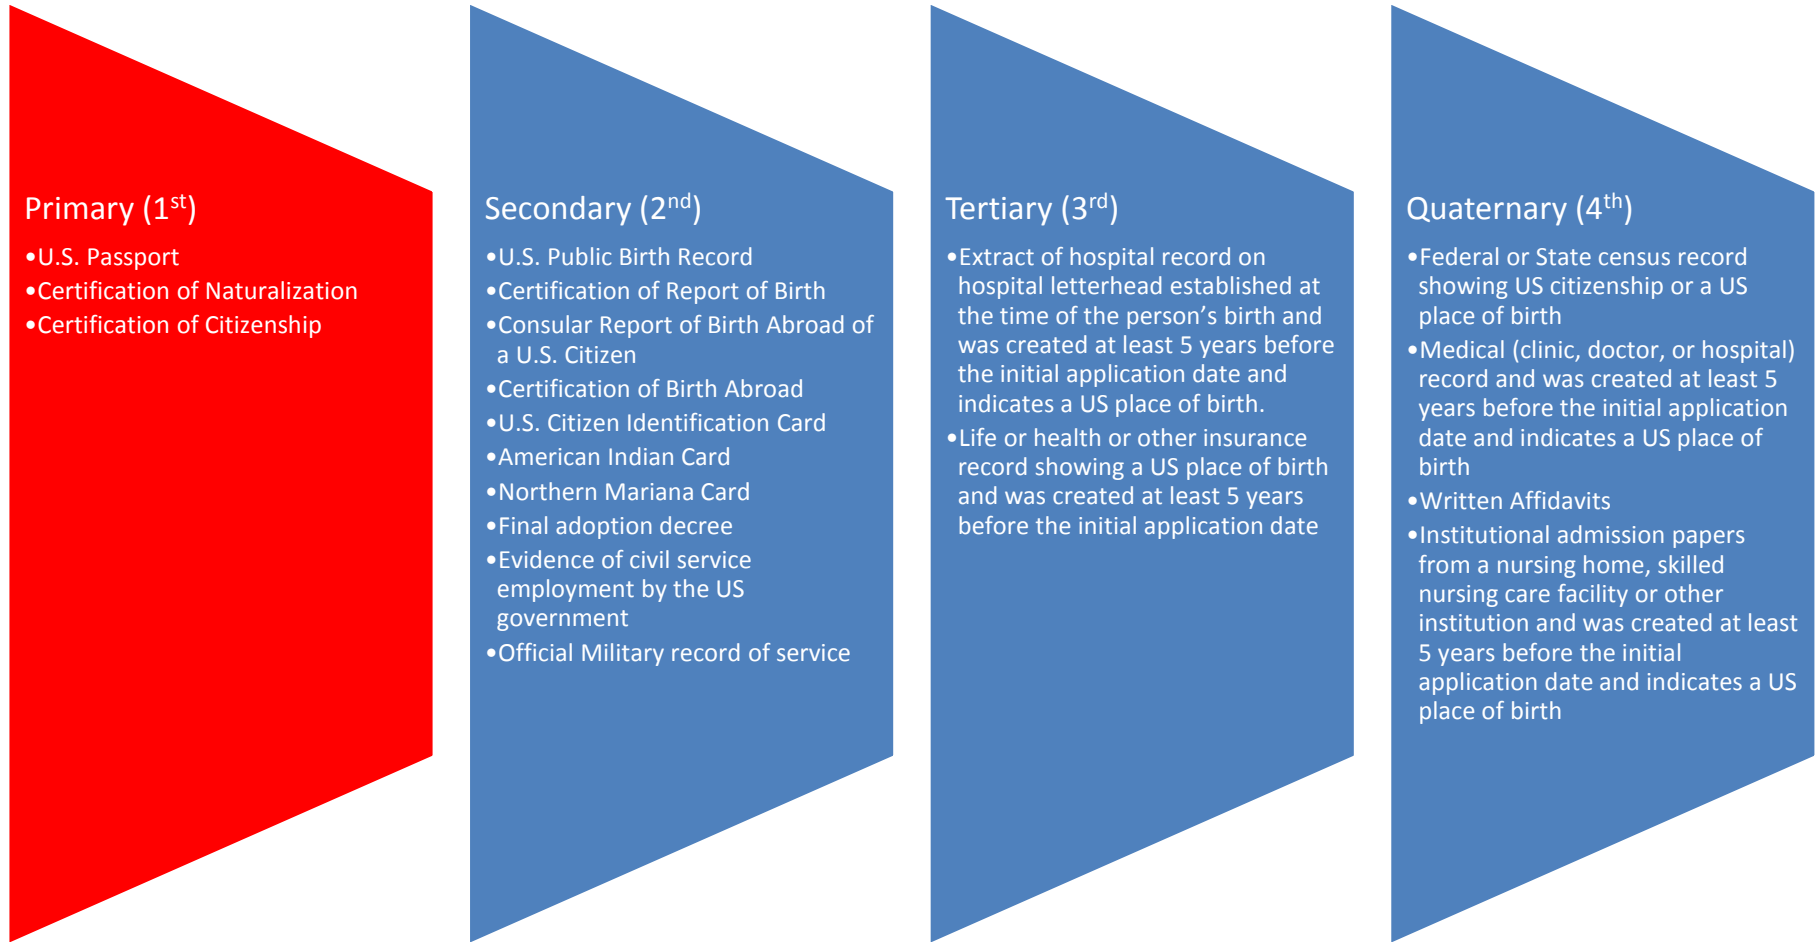 Primary (1st)
•U.S. Passport
•Certification of Naturalization
•Certification of Citizenship
Secondary (2nd)
•U.S. Public Birth Record
•Certification of Report of Birth
•Consular Report of Birth Abroad of
a U.S. Citizen
•Certification of Birth Abroad
•U.S. Citizen Identification Card
•American Indian Card
•Northern Mariana Card
•Final adoption decree
•Evidence of civil service
employment by the US
government
•Official Military record of service
Tertiary (3rd)
•Extract of hospital record on
hospital letterhead established at
the time of the person’s birth and
was created at least 5 years before
the initial application date and
indicates a US place of birth.
•Life or health or other insurance
record showing a US place of birth
and was created at least 5 years
before the initial application date
Quaternary (4th)
•Federal or State census record
showing US citizenship or a US
place of birth
•Medical (clinic, doctor, or hospital)
record and was created at least 5
years before the initial application
date and indicates a US place of
birth
•Written Affidavits
•Institutional admission papers
from a nursing home, skilled
nursing care facility or other
institution and was created at least
5 years before the initial
application date and indicates a US
place of birth